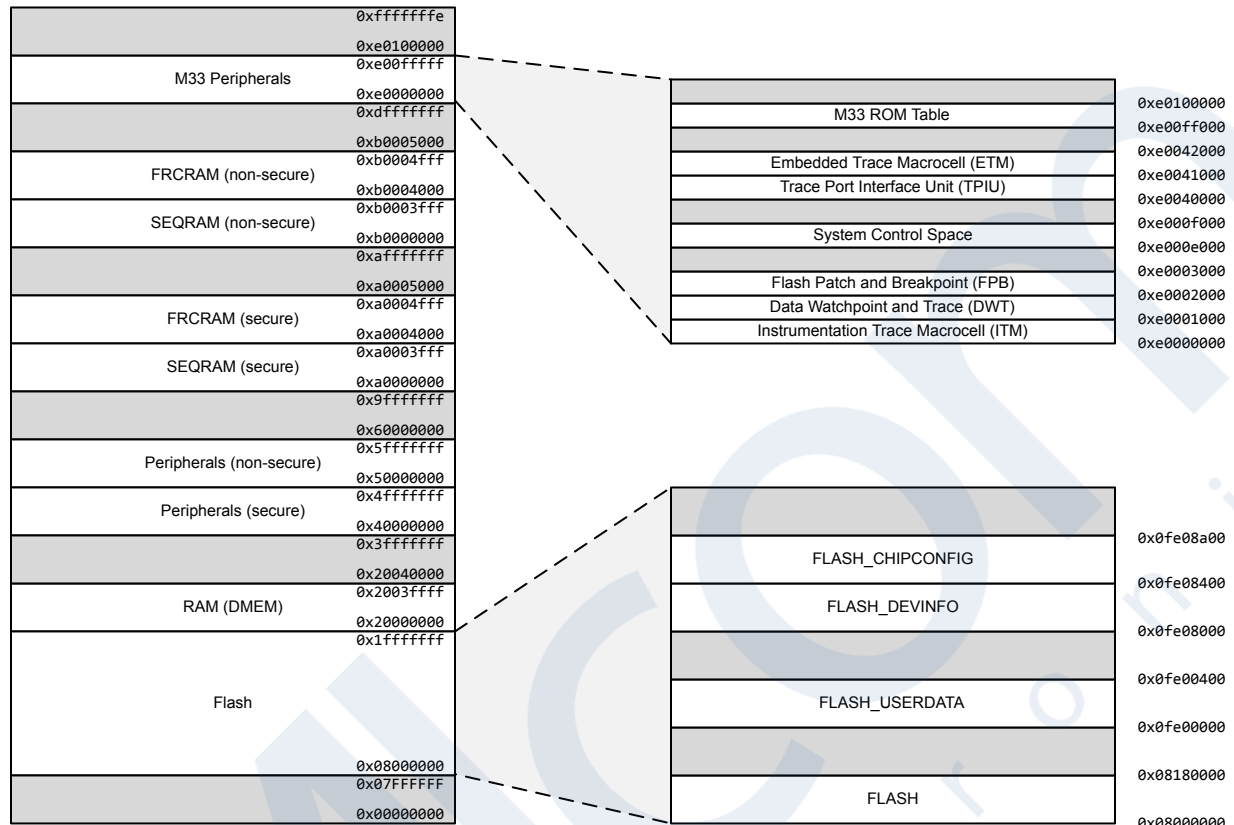 0xfffffffe
0xe0100000
0xe00fffff
M33 Peripherals
0xe0000000
0xdfffffff
0xb0005000
0xb0004fff
FRCRAM (non-secure)
0xb0004000
0xb0003fff
SEQRAM (non-secure)
0xb0000000
0xafffffff
0xa0005000
0xa0004fff
FRCRAM (secure)
0xa0004000
0xa0003fff
SEQRAM (secure)
0xa0000000
0x9fffffff
0x60000000
0x5fffffff
Peripherals (non-secure)
0x50000000
0x4fffffff
Peripherals (secure)
0x40000000
0x3fffffff
0x20040000
0x2003ffff
RAM (DMEM)
0x20000000
0x1fffffff
Flash
0x08000000
0x07FFFFFF
0x00000000
0xe0100000
M33 ROM Table
0xe00ff000
0xe0042000
Embedded Trace Macrocell (ETM)
0xe0041000
Trace Port Interface Unit (TPIU)
0xe0040000
0xe000f000
System Control Space
0xe000e000
0xe0003000
Flash Patch and Breakpoint (FPB)
0xe0002000
Data Watchpoint and Trace (DWT)
0xe0001000
Instrumentation Trace Macrocell (ITM)
0xe0000000
0x0fe08a00
FLASH_CHIPCONFIG
0x0fe08400
FLASH_DEVINFO
0x0fe08000
0x0fe00400
FLASH_USERDATA
0x0fe00000
0x08180000
FLASH
0x08000000